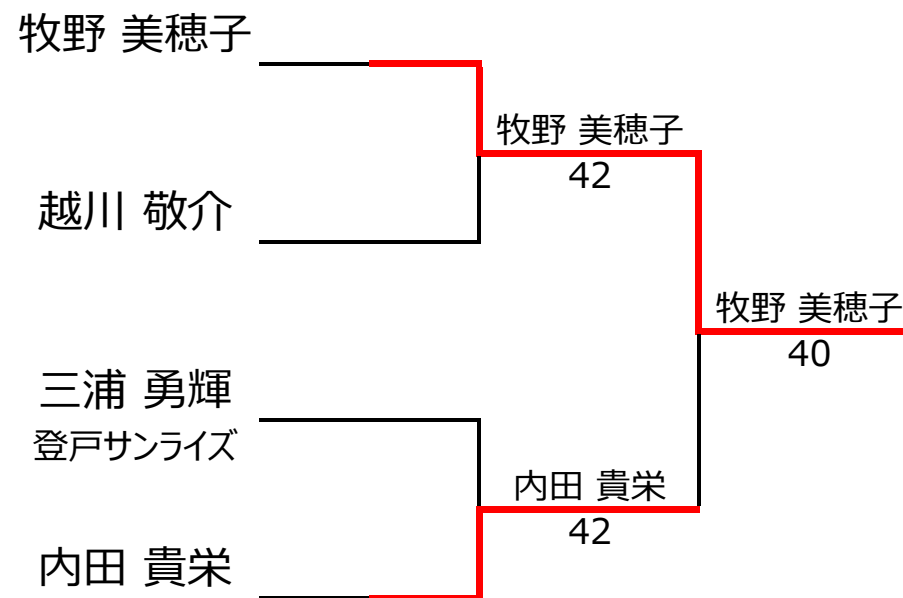 牧野 美穂子
牧野 美穂子
42
越川 敬介
牧野 美穂子
40
三浦 勇輝
登戸サンライズ
内田 貴栄
42
内田 貴栄